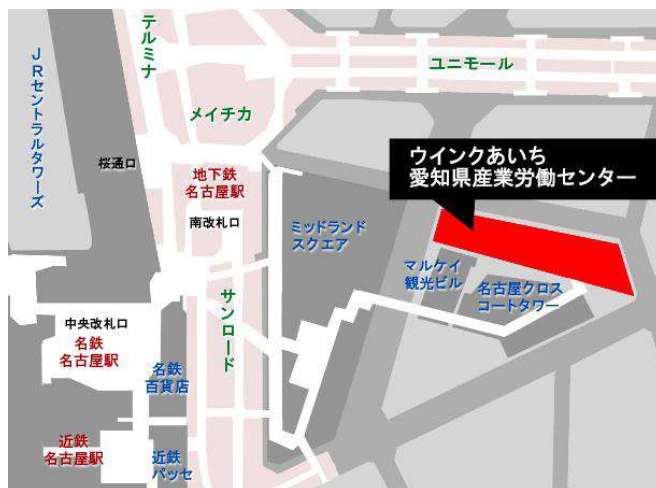 テルミナ
JRセントラルタワーズ
ユニモール
メイチカ
ウインクあいち
愛知県産業労働センター
桜通口
地下鉄
名古屋駅
南改札口
ミッドランド
スクエア
マルケイ
観光ビル
名古屋クロス
コートタワー
サンロード
中央改札口
名鉄
名古屋駅
名鉄
百貨店
近鉄
名古屋駅
近鉄
パッセ